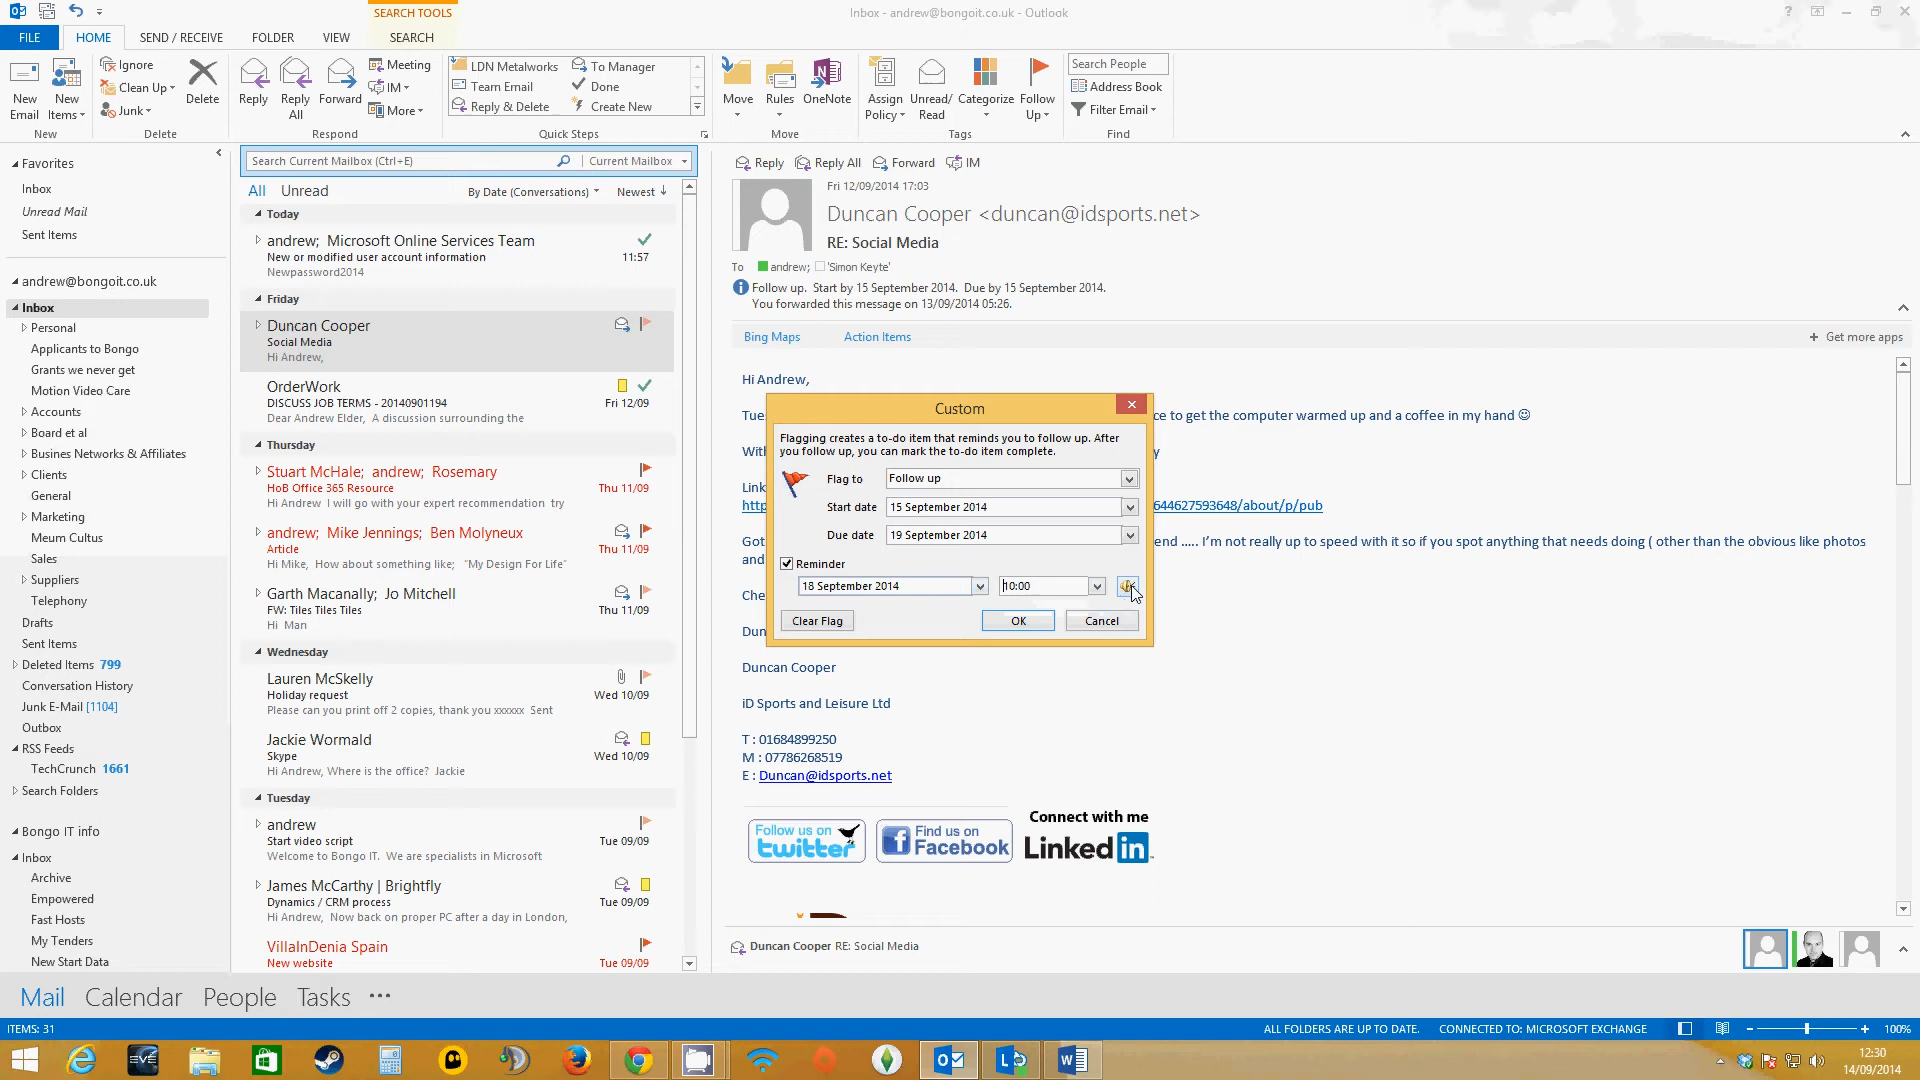 SEARCH TOOLS
Inbox - andrew@bongoit.co.uk - Outlook
FILE HOME SEND / RECEIVE FOLDER VIEW SEARCH
New Email
New Items
New
Ignore
Clean Up
Junk
Delete
Delete
Reply
Reply All
Forward
Meeting
IM
More
Respond
LDN Metalworks
Team Email
Reply & Delete
To Manager
Done
Create New
Quick Steps
Move
Rules
OneNote
Move
Assign Policy
Unread/ Read
Categorize
Follow Up
Tags
Search People
Address Book
Filter Email
Find
Favorites
Inbox
Unread Mail
Sent Items
andrew@bongoit.co.uk
Inbox
Personal
Applicants to Bongo
Grants we never get
Motion Video Care
Accounts
Board et al
Busines Networks & Affiliates
Clients
General
Marketing
Meum Cultus
Sales
Suppliers
Telephony
Drafts
Sent Items
Deleted Items 799
Conversation History
Junk E-Mail [1104]
Outbox
RSS Feeds
TechCrunch 1661
Search Folders
Bongo IT info
Inbox
Archive
Empowered
Fast Hosts
My Tenders
New Start Data
Search Current Mailbox (Ctrl+E) Current Mailbox
All Unread By Date (Conversations) Newest
Today
andrew; Microsoft Online Services Team
New or modified user account information 11:57
Newpassword2014
Friday
Duncan Cooper
Social Media
Hi Andrew,
OrderWork
DISCUSS JOB TERMS - 20140901194 Fri 12/09
Dear Andrew Elder, A discussion surrounding the
Thursday
Stuart McHale; andrew; Rosemary
HoB Office 365 Resource Thu 11/09
Hi Andrew I will go with your expert recommendation try
andrew; Mike Jennings; Ben Molyneux
Article Thu 11/09
Hi Mike, How about something like; "My Design For Life"
Garth Macanally; Jo Mitchell
FW: Tiles Tiles Tiles Thu 11/09
Hi Man
Wednesday
Lauren McSkelly
Holiday request Wed 10/09
Please can you print off 2 copies, thank you xxxxxx Sent
Jackie Wormald
Skype Wed 10/09
Hi Andrew, Where is the office? Jackie
Tuesday
andrew
Start video script Tue 09/09
Welcome to Bongo IT. We are specialists in Microsoft
James McCarthy | Brightfly
Dynamics / CRM process Tue 09/09
Hi Andrew, Now back on proper PC after a day in London,
VillaInDenia Spain
New website Tue 09/09
Reply Reply All Forward IM
Fri 12/09/2014 17:03
Duncan Cooper <duncan@idsports.net>
RE: Social Media
To andrew; 'Simon Keyte'
Follow up. Start by 15 September 2014. Due by 15 September 2014.
You forwarded this message on 13/09/2014 05:26.
Bing Maps Action Items + Get more apps
Hi Andrew,
Tues ce to get the computer warmed up and a coffee in my hand ☺
With y
Link
http 644627593648/about/p/pub
Got end ..... I'm not really up to speed with it so if you spot anything that needs doing ( other than the obvious like photos
and
Che
Dun
Duncan Cooper
iD Sports and Leisure Ltd
T : 01684899250
M : 07786268519
E : Duncan@idsports.net
Follow us on twitter
Find us on Facebook
Connect with me
Linked in
Custom
Flagging creates a to-do item that reminds you to follow up. After
you follow up, you can mark the to-do item complete.
Flag to Follow up
Start date 15 September 2014
Due date 19 September 2014
Reminder
18 September 2014 10:00
Clear Flag OK Cancel
Duncan Cooper RE: Social Media
Mail Calendar People Tasks •••
ITEMS: 31 ALL FOLDERS ARE UP TO DATE. CONNECTED TO: MICROSOFT EXCHANGE 100%
12:30
14/09/2014